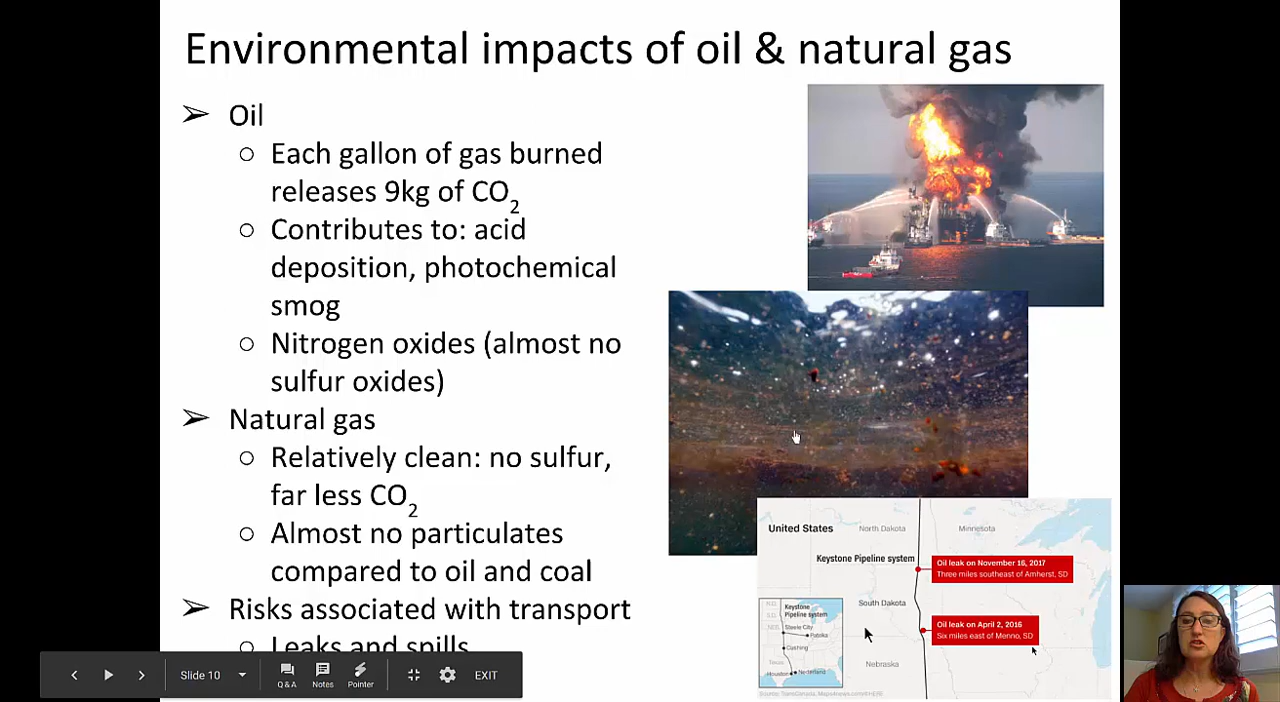 Environmental impacts of oil & natural gas
➢ Oil
○ Each gallon of gas burned
releases 9kg of CO₂
○ Contributes to: acid
deposition, photochemical
smog
○ Nitrogen oxides (almost no
sulfur oxides)
➢ Natural gas
○ Relatively clean: no sulfur,
far less CO₂
○ Almost no particulates
compared to oil and coal
➢ Risks associated with transport
Leaks and spills
United States
North Dakota
Minnesota
Keystone Pipeline system
Oil leak on November 16, 2017
Three miles southeast of Amherst, SD
South Dakota
Oil leak on April 2, 2016
Six miles east of Menno, SD
Nebraska
N.D.
S.D.
Keystone
Pipeline system
Steele City
Patoka
Cushing
Texas
Houston
Nederland
Slide 10
Q&A
Notes
Pointer
EXIT